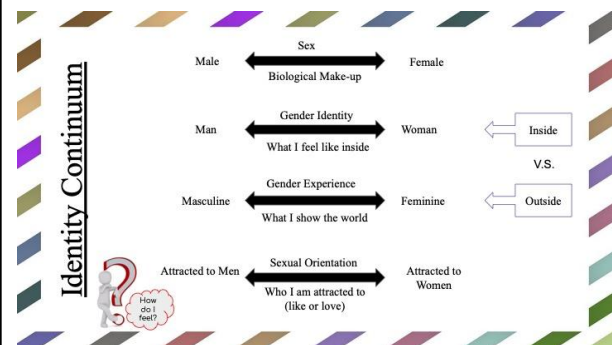 Identity Continuum
Sex
Male Female
Biological Make-up
Gender Identity
Man Woman
What I feel like inside
Inside
V.S.
Gender Experience
Masculine Feminine
What I show the world
Outside
Sexual Orientation
Attracted to Men
Attracted to
Women
Who I am attracted to
(like or love)
How
do I
feel?